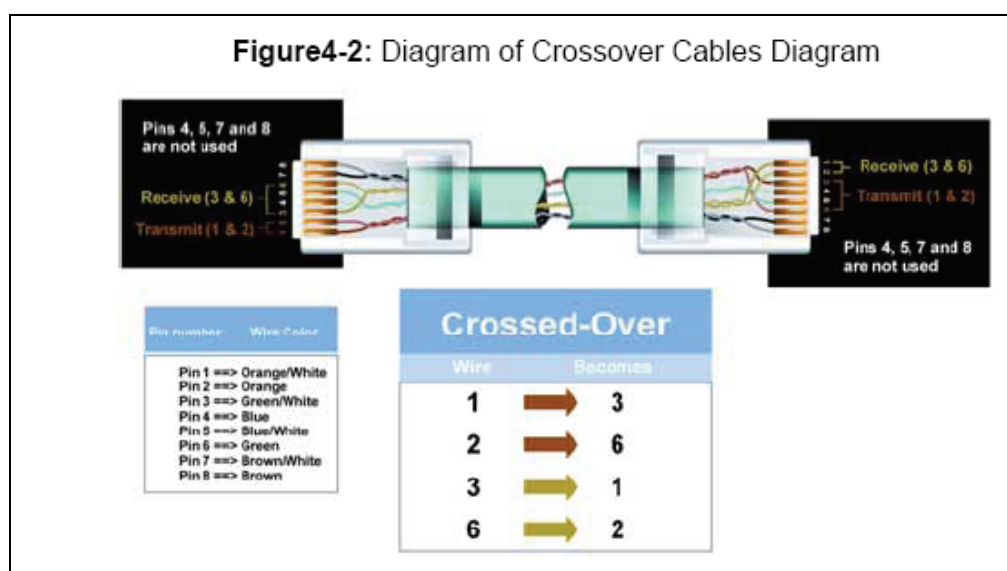 Figure4-2: Diagram of Crossover Cables Diagram
Pins 4, 5, 7 and 8
are not used
Receive (3 & 6)
Transmit (1 & 2)
Receive (3 & 6)
Transmit (1 & 2)
Pins 4, 5, 7 and 8
are not used
Pin number Wire Color
Pin 1 ==> Orange/White
Pin 2 ==> Orange
Pin 3 ==> Green/White
Pin 4 ==> Blue
Pin 5 ==> Blue/White
Pin 6 ==> Green
Pin 7 ==> Brown/White
Pin 8 ==> Brown
Crossed-Over
Wire Becomes
1 3
2 6
3 1
6 2